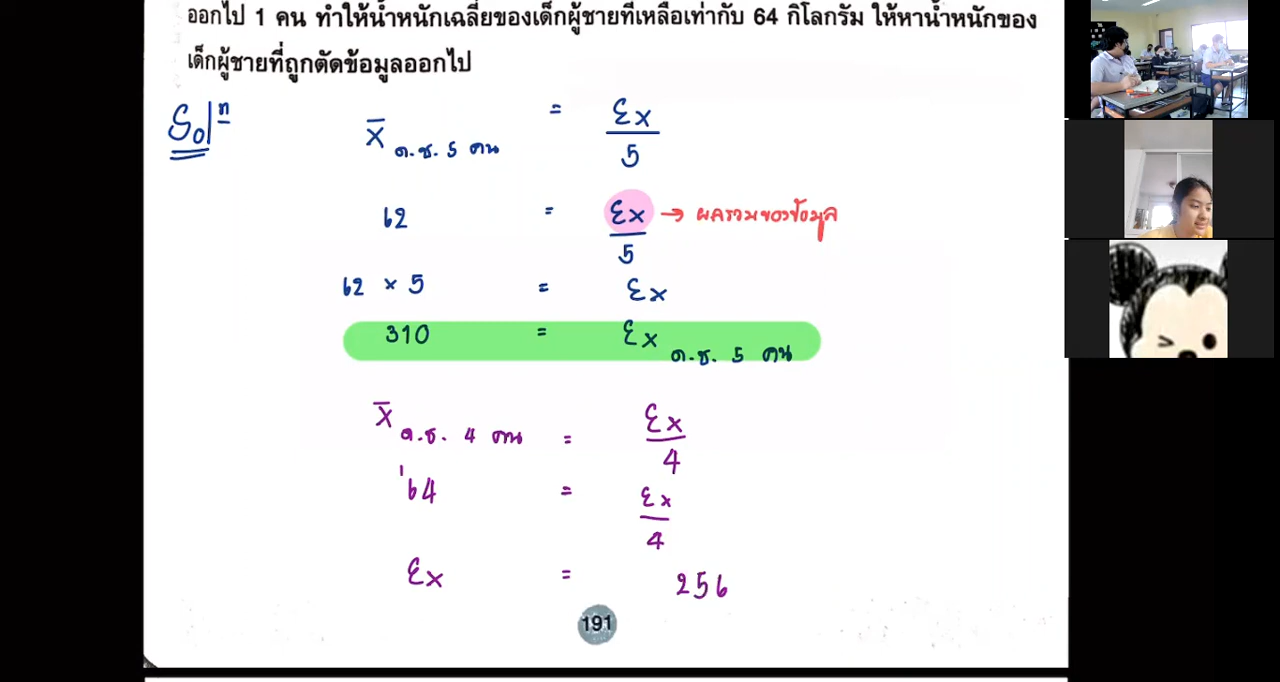 ออกไป 1 คน ทำให้น้ำหนักเฉลี่ยของเด็กผู้ชายที่เหลือเท่ากับ 64 กิโลกรัม ให้หาน้ำหนักของ
เด็กผู้ชายที่ถูกตัดข้อมูลออกไป
Solⁿ
x̄ ด.ช. 5 คน = Σx/5
62 = Σx/5 → ผลรวมของข้อมูล
62 × 5 = Σx
310 = Σx ด.ช. 5 คน
x̄ ด.ช. 4 คน = Σx/4
64 = Σx/4
Σx = 256
191